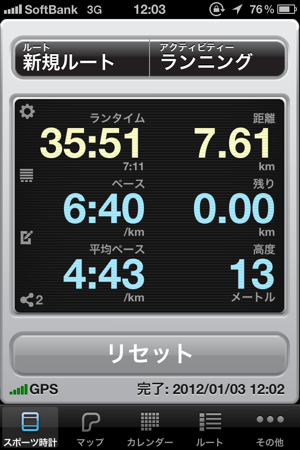 SoftBank 3G 12:03 76%
ルート アクティビティー
新規ルート ランニング
ランタイム 距離
35:51 7.61
7:11 km
ペース 残り
6:40 0.00
/km km
平均ペース 高度
4:43 13
/km メートル
2
リセット
GPS 完了: 2012/01/03 12:02
スポーツ時計 マップ カレンダー ルート その他